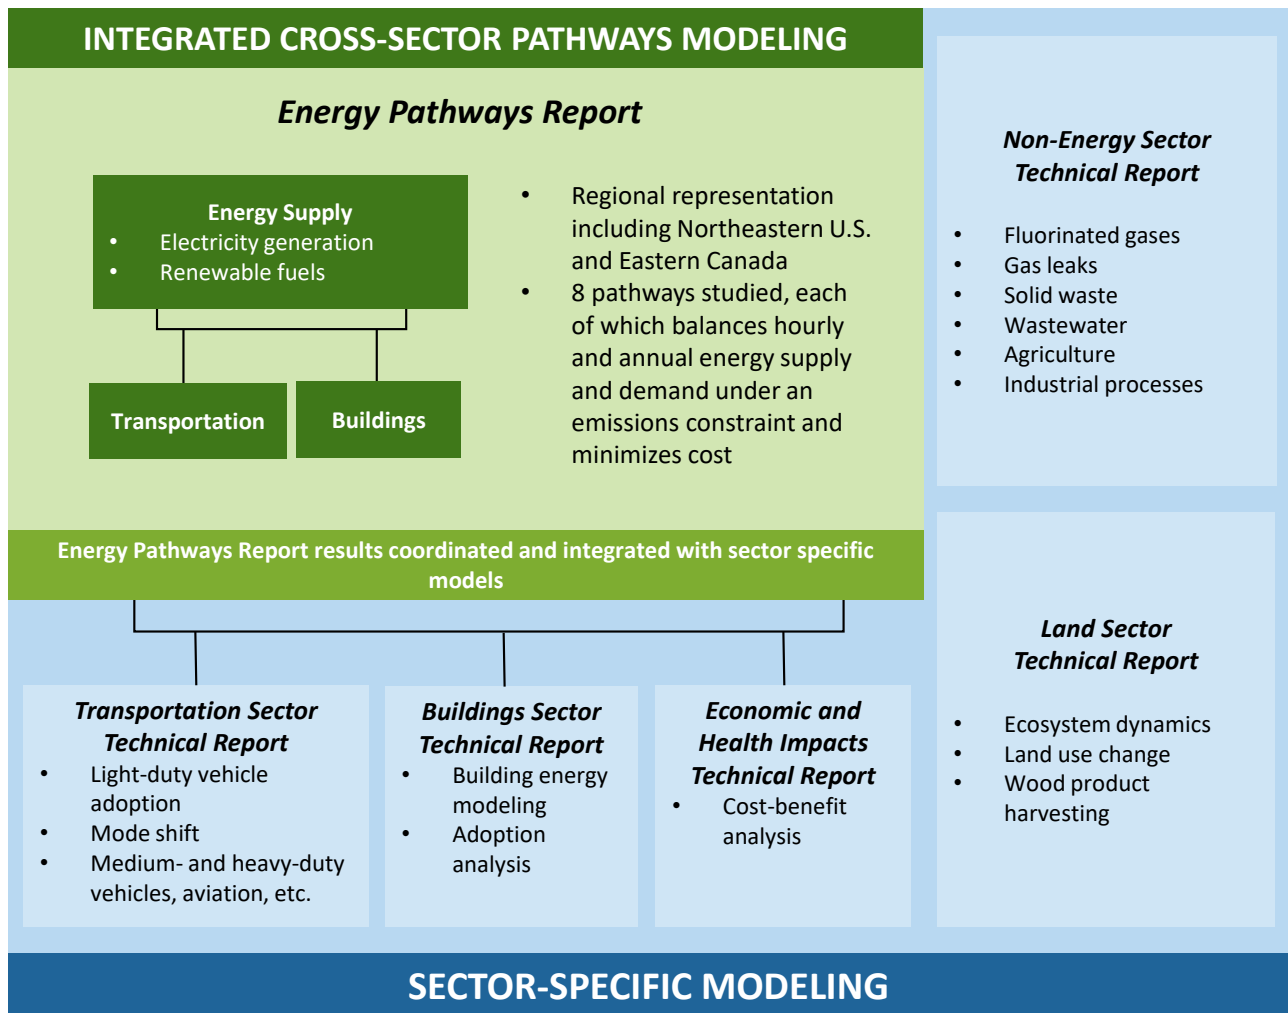 INTEGRATED CROSS-SECTOR PATHWAYS MODELING
Energy Pathways Report
Energy Supply
• Electricity generation
• Renewable fuels
Transportation
Buildings
• Regional representation
including Northeastern U.S.
and Eastern Canada
• 8 pathways studied, each
of which balances hourly
and annual energy supply
and demand under an
emissions constraint and
minimizes cost
Energy Pathways Report results coordinated and integrated with sector specific
models
Transportation Sector
Technical Report
• Light-duty vehicle
adoption
• Mode shift
• Medium- and heavy-duty
vehicles, aviation, etc.
Buildings Sector
Technical Report
• Building energy
modeling
• Adoption
analysis
Economic and
Health Impacts
Technical Report
• Cost-benefit
analysis
Non-Energy Sector
Technical Report
• Fluorinated gases
• Gas leaks
• Solid waste
• Wastewater
• Agriculture
• Industrial processes
Land Sector
Technical Report
• Ecosystem dynamics
• Land use change
• Wood product
harvesting
SECTOR-SPECIFIC MODELING